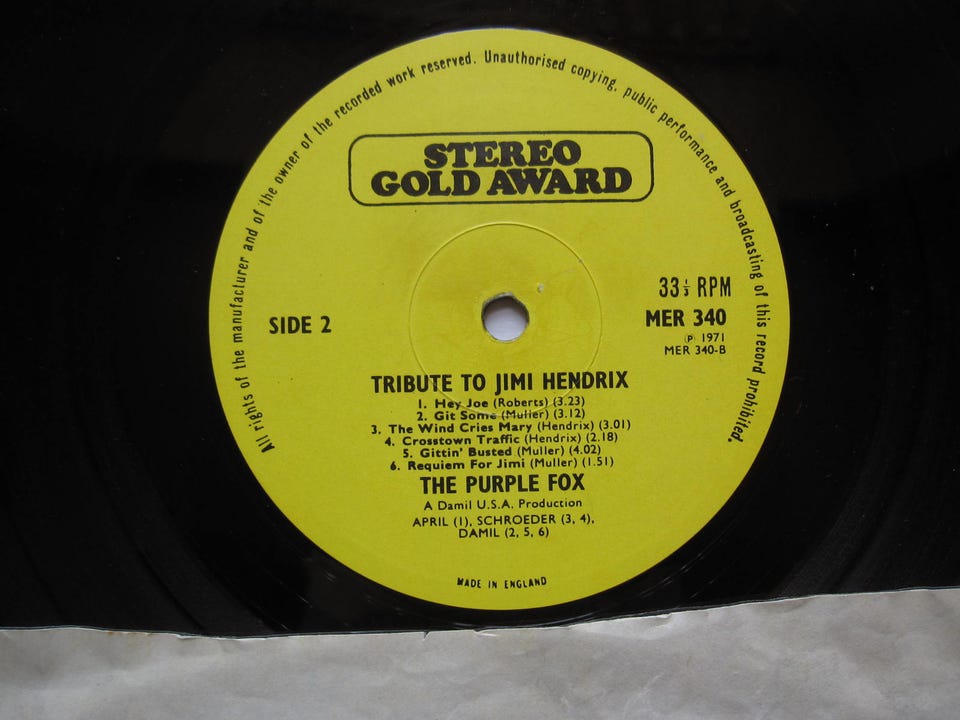 All rights of the manufacturer and of the owner of the recorded work reserved. Unauthorised copying, public performance and broadcasting of this record prohibited.
STEREO
GOLD AWARD
SIDE 2
33⅓ RPM
MER 340
Ⓟ 1971
MER 340-B
TRIBUTE TO JIMI HENDRIX
1. Hey Joe (Roberts) (3.23)
2. Git Some (Muller) (3.12)
3. The Wind Cries Mary (Hendrix) (3.01)
4. Crosstown Traffic (Hendrix) (2.18)
5. Gittin' Busted (Muller) (4.02)
6. Requiem For Jimi (Muller) (1.51)
THE PURPLE FOX
A Damil U.S.A. Production
APRIL (1), SCHROEDER (3, 4),
DAMIL (2, 5, 6)
MADE IN ENGLAND